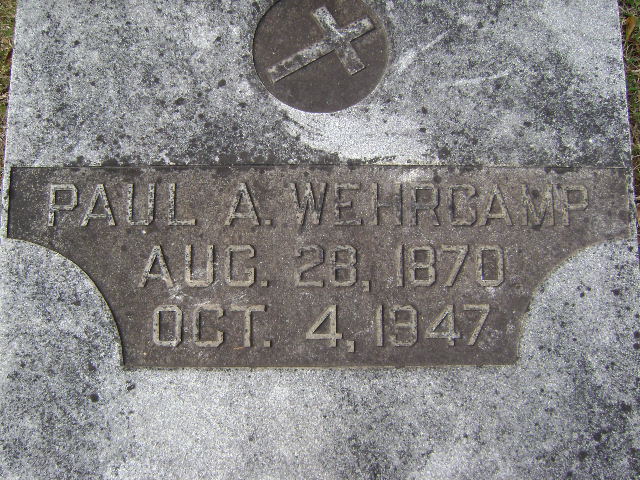 PAUL A. WEHRCAMP
AUG. 28, 1870
OCT. 4, 1947